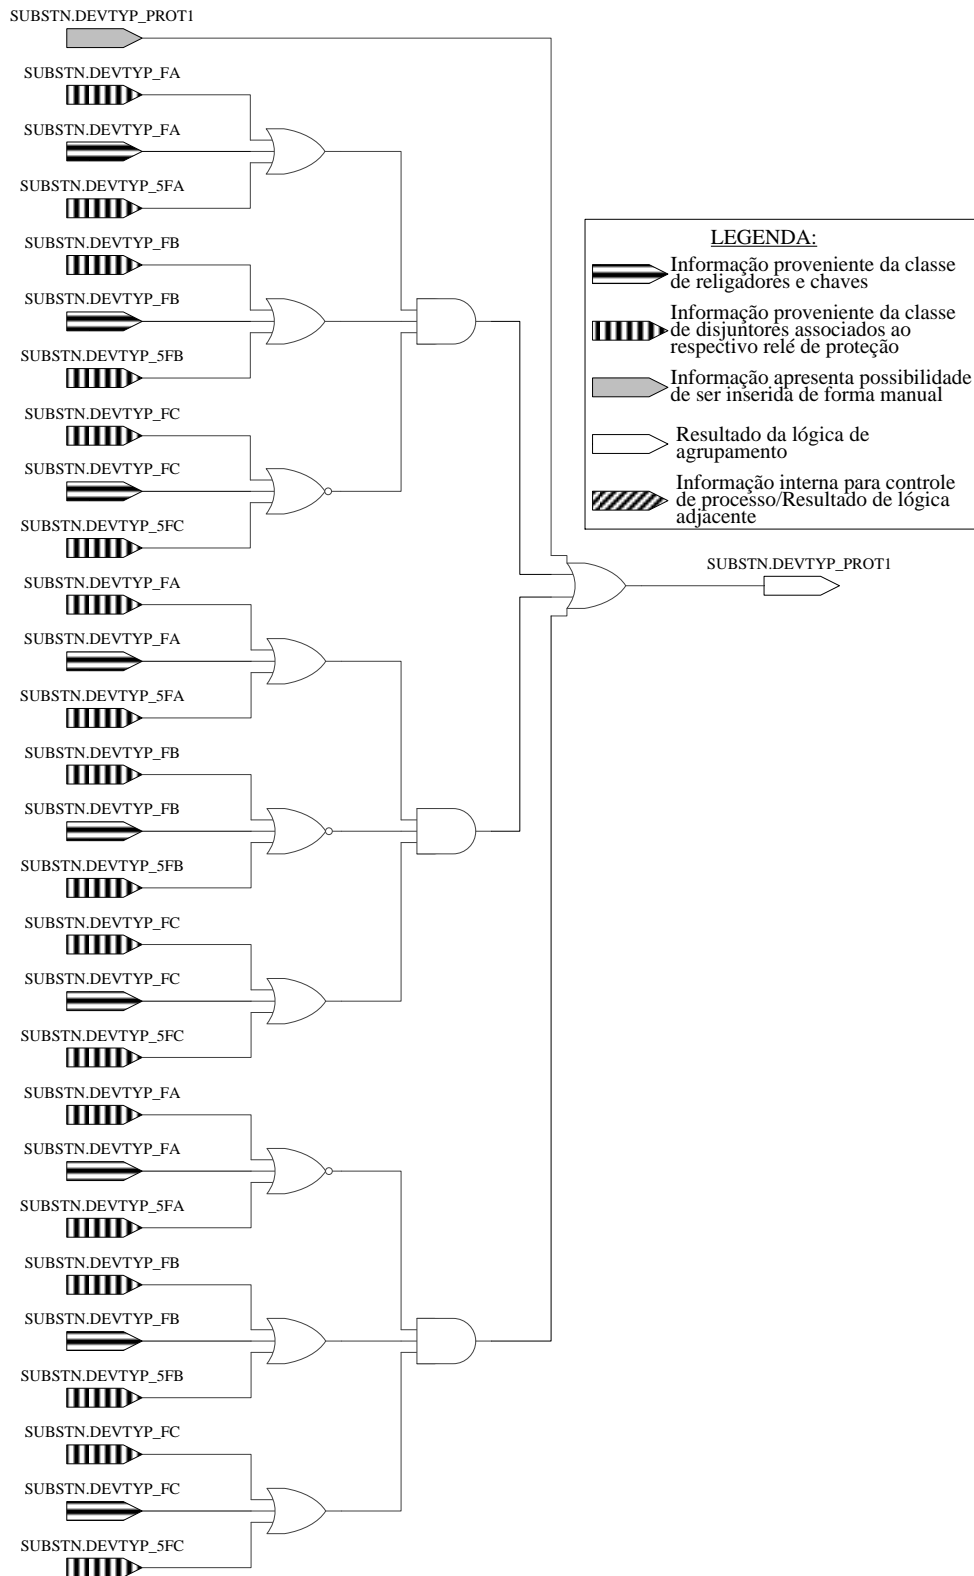 SUBSTN.DEVTYP_PROT1
SUBSTN.DEVTYP_FA
SUBSTN.DEVTYP_FA
SUBSTN.DEVTYP_5FA
SUBSTN.DEVTYP_FB
SUBSTN.DEVTYP_FB
SUBSTN.DEVTYP_5FB
SUBSTN.DEVTYP_FC
SUBSTN.DEVTYP_FC
SUBSTN.DEVTYP_5FC
SUBSTN.DEVTYP_FA
SUBSTN.DEVTYP_FA
SUBSTN.DEVTYP_5FA
SUBSTN.DEVTYP_FB
SUBSTN.DEVTYP_FB
SUBSTN.DEVTYP_5FB
SUBSTN.DEVTYP_FC
SUBSTN.DEVTYP_FC
SUBSTN.DEVTYP_5FC
SUBSTN.DEVTYP_FA
SUBSTN.DEVTYP_FA
SUBSTN.DEVTYP_5FA
SUBSTN.DEVTYP_FB
SUBSTN.DEVTYP_FB
SUBSTN.DEVTYP_5FB
SUBSTN.DEVTYP_FC
SUBSTN.DEVTYP_FC
SUBSTN.DEVTYP_5FC
LEGENDA:
Informação proveniente da classe
de religadores e chaves
Informação proveniente da classe
de disjuntores associados ao
respectivo relé de proteção
Informação apresenta possibilidade
de ser inserida de forma manual
Resultado da lógica de
agrupamento
Informação interna para controle
de processo/Resultado de lógica
adjacente
SUBSTN.DEVTYP_PROT1